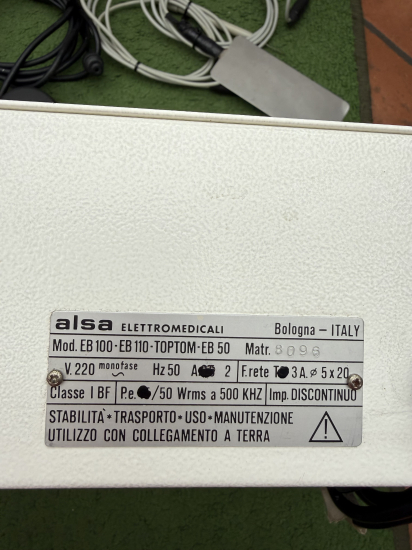 alsa ELETTROMEDICALI Bologna – ITALY
Mod. EB 100 · EB 110 · TOPTOM · EB 50 Matr. 8096
V. 220 monofase Hz 50 A 2 F. rete T 3 A. ⌀ 5 x 20
Classe I BF P.e. /50 Wrms a 500 KHZ Imp. DISCONTINUO
STABILITÀ * TRASPORTO * USO * MANUTENZIONE
UTILIZZO CON COLLEGAMENTO A TERRA